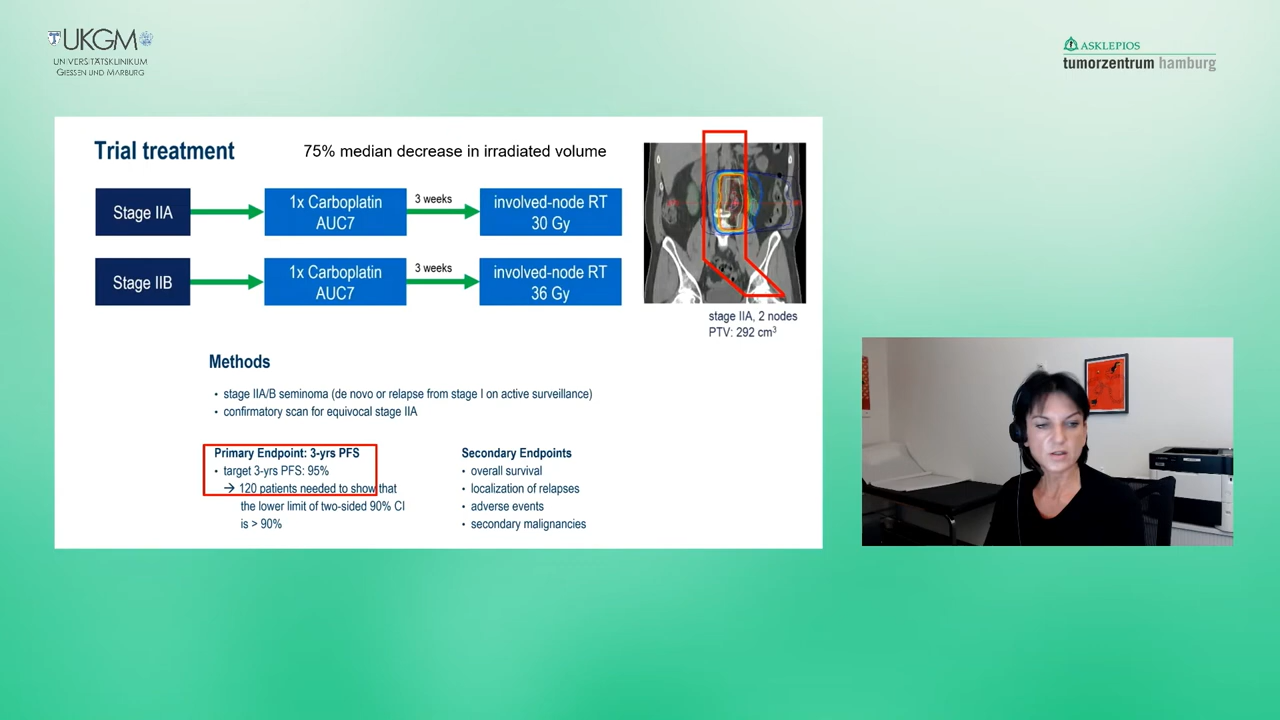 UKGM
UNIVERSITÄTSKLINIKUM
GIESSEN UND MARBURG
ASKLEPIOS
tumorzentrum hamburg
Trial treatment
75% median decrease in irradiated volume
Stage IIA
1x Carboplatin
AUC7
3 weeks
involved-node RT
30 Gy
Stage IIB
1x Carboplatin
AUC7
3 weeks
involved-node RT
36 Gy
stage IIA, 2 nodes
PTV: 292 cm³
Methods
• stage IIA/B seminoma (de novo or relapse from stage I on active surveillance)
• confirmatory scan for equivocal stage IIA
Primary Endpoint: 3-yrs PFS
• target 3-yrs PFS: 95%
→ 120 patients needed to show that
the lower limit of two-sided 90% CI
is > 90%
Secondary Endpoints
• overall survival
• localization of relapses
• adverse events
• secondary malignancies